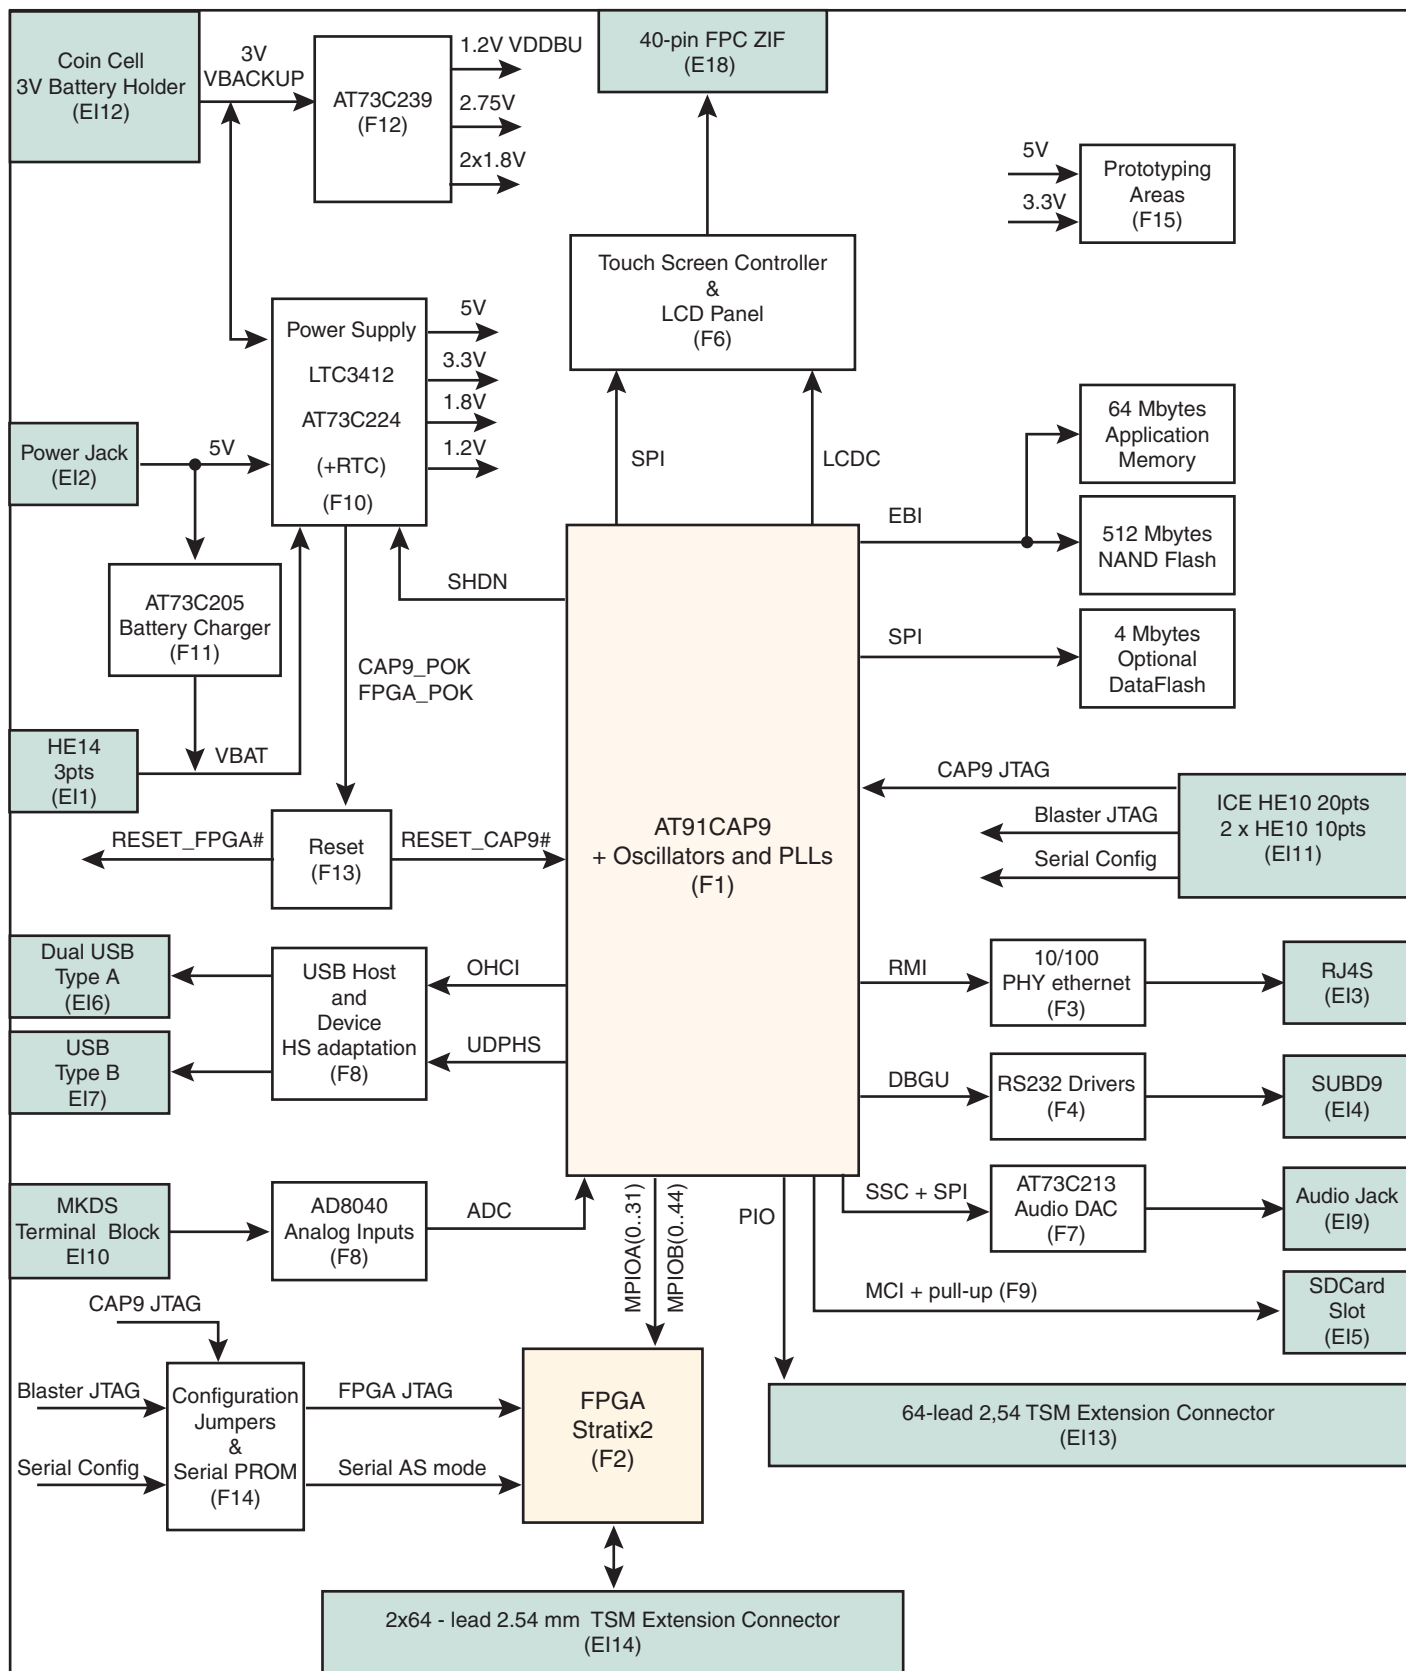 Coin Cell
3V Battery Holder
(EI12)
3V
VBACKUP
AT73C239
(F12)
1.2V VDDBU
2.75V
2x1.8V
40-pin FPC ZIF
(E18)
5V
3.3V
Prototyping
Areas
(F15)
Touch Screen Controller
&
LCD Panel
(F6)
Power Supply
LTC3412
AT73C224
(+RTC)
(F10)
5V
3.3V
1.8V
1.2V
Power Jack
(EI2)
5V
SPI
LCDC
64 Mbytes
Application
Memory
EBI
512 Mbytes
NAND Flash
SHDN
AT73C205
Battery Charger
(F11)
SPI
4 Mbytes
Optional
DataFlash
CAP9_POK
FPGA_POK
HE14
3pts
(EI1)
VBAT
CAP9 JTAG
Blaster JTAG
Serial Config
ICE HE10 20pts
2 x HE10 10pts
(EI11)
AT91CAP9
+ Oscillators and PLLs
(F1)
RESET_FPGA#
Reset
(F13)
RESET_CAP9#
Dual USB
Type A
(EI6)
USB
Type B
EI7)
USB Host
and
Device
HS adaptation
(F8)
OHCI
UDPHS
RMI
10/100
PHY ethernet
(F3)
RJ4S
(EI3)
DBGU
RS232 Drivers
(F4)
SUBD9
(EI4)
MKDS
Terminal Block
EI10
AD8040
Analog Inputs
(F8)
ADC
MPIOA(0..31)
MPIOB(0..44)
PIO
SSC + SPI
AT73C213
Audio DAC
(F7)
Audio Jack
(EI9)
MCI + pull-up (F9)
SDCard
Slot
(EI5)
CAP9 JTAG
Blaster JTAG
Serial Config
Configuration
Jumpers
&
Serial PROM
(F14)
FPGA JTAG
Serial AS mode
FPGA
Stratix2
(F2)
64-lead 2,54 TSM Extension Connector
(EI13)
2x64 - lead 2.54 mm TSM Extension Connector
(EI14)